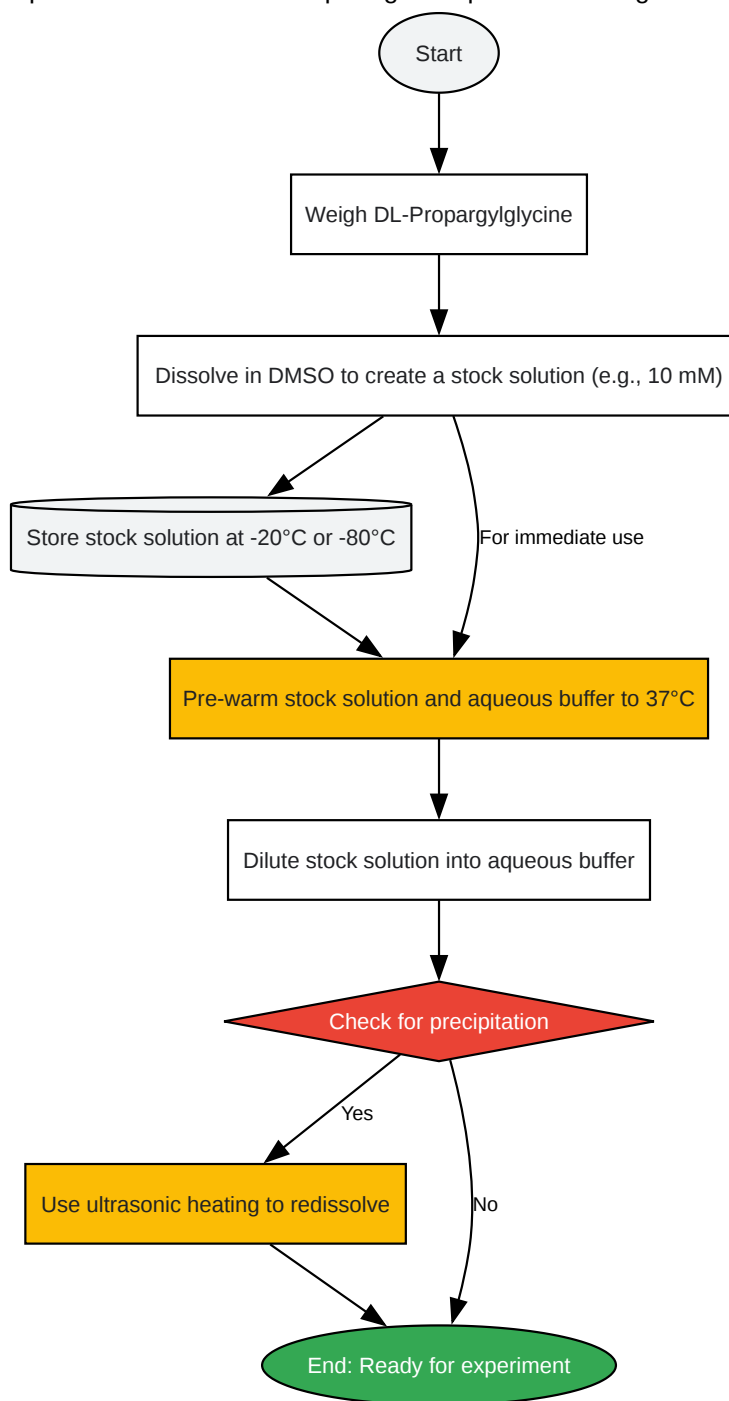 Start
Weigh DL-Propargylglycine
Dissolve in DMSO to create a stock solution (e.g., 10 mM)
Store stock solution at -20°C or -80°C
For immediate use
Pre-warm stock solution and aqueous buffer to 37°C
Dilute stock solution into aqueous buffer
Check for precipitation
Yes
Use ultrasonic heating to redissolve
No
End: Ready for experiment